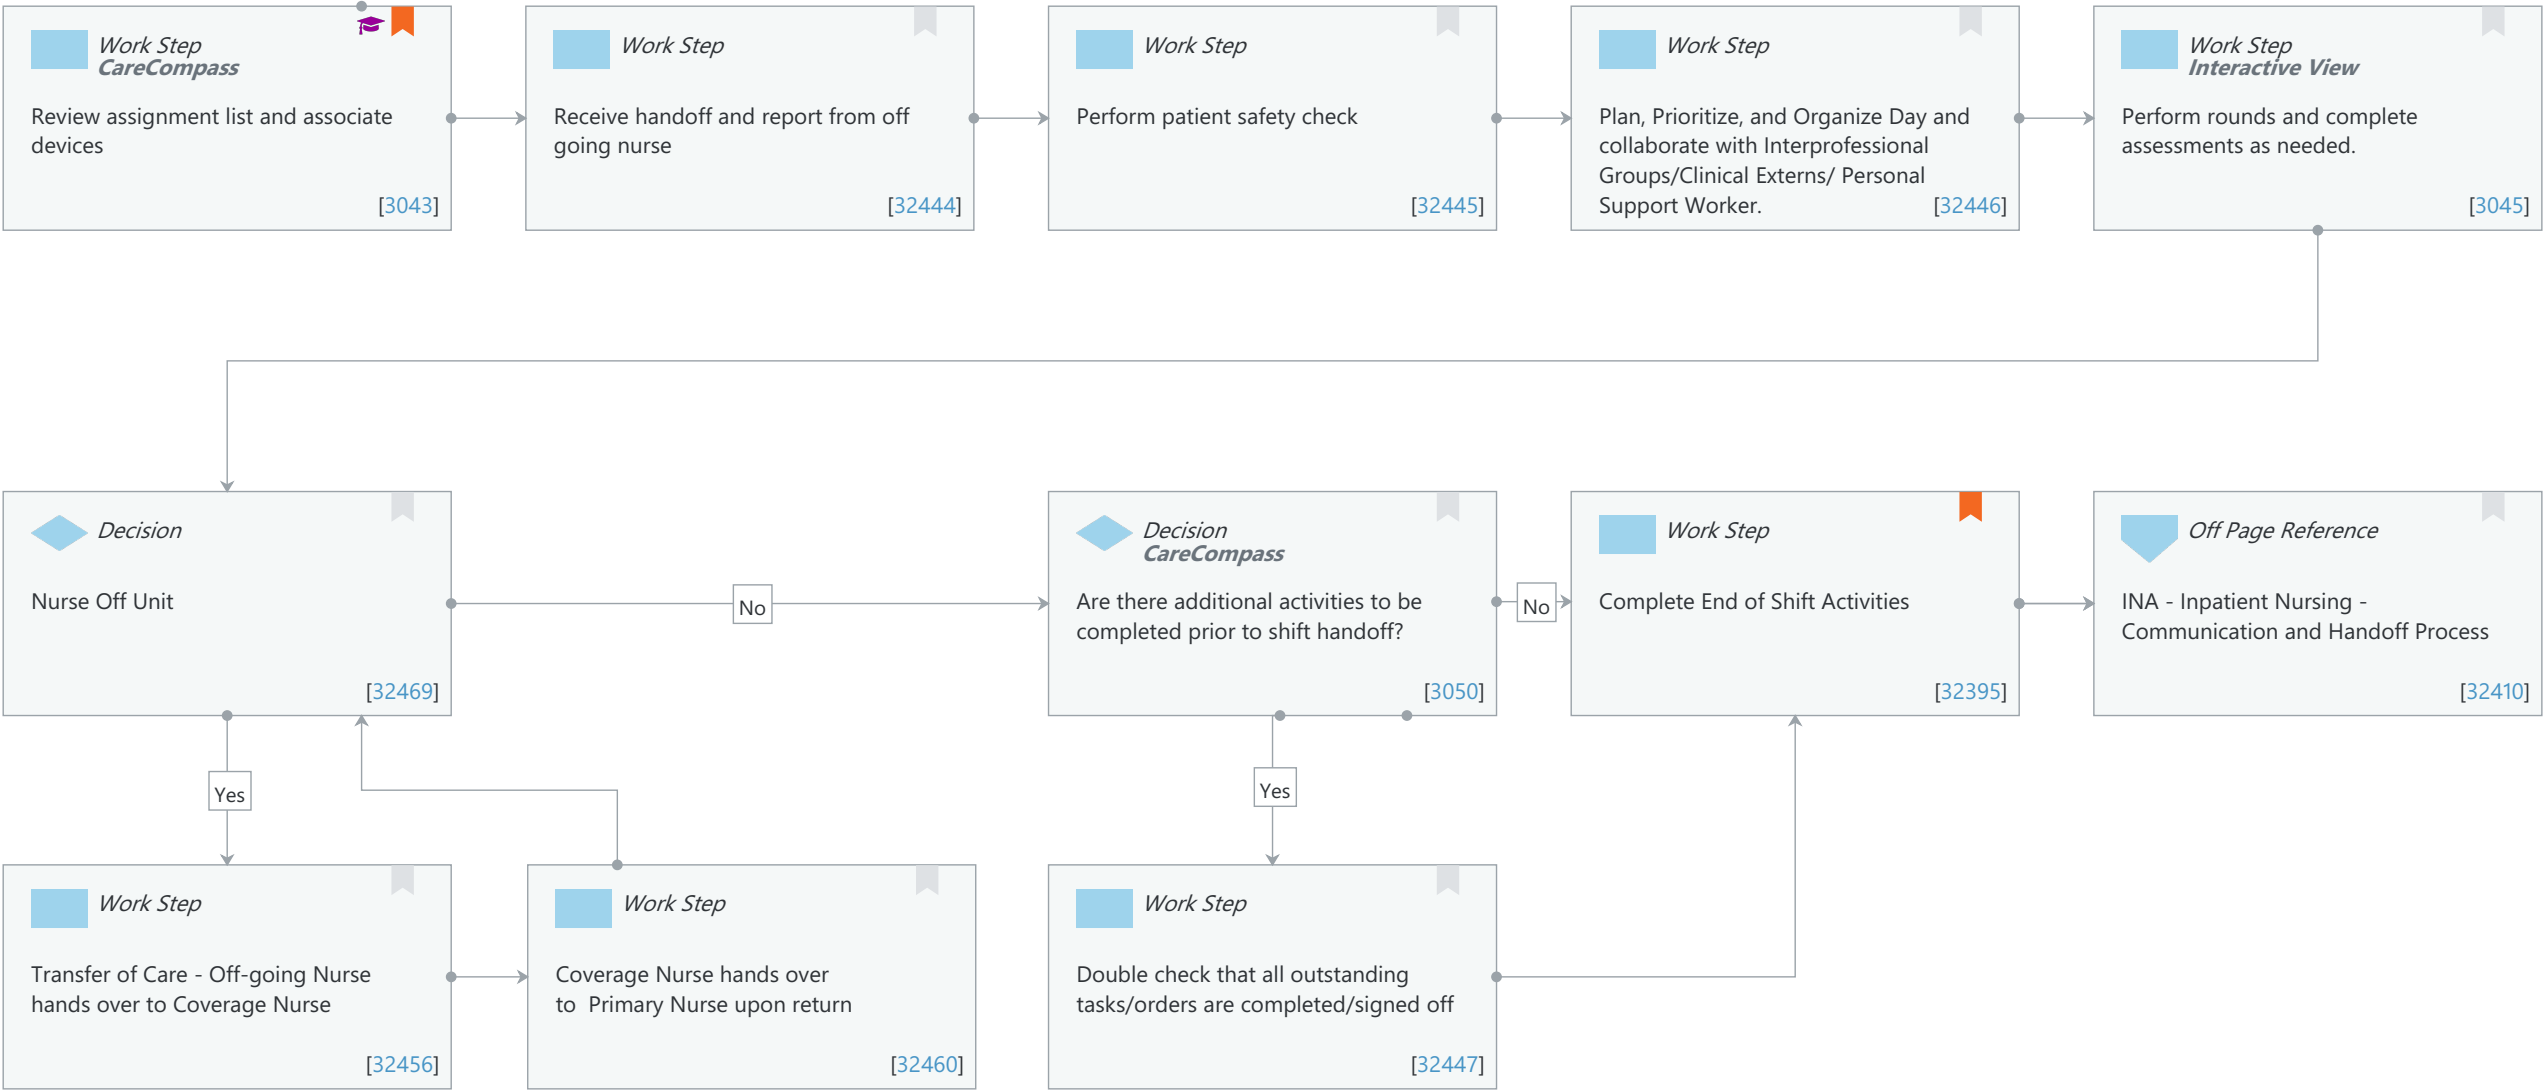 Work Step
CareCompass
Review assignment list and associate
devices
[3043]
Work Step
Receive handoff and report from off
going nurse
[32444]
Work Step
Perform patient safety check
[32445]
Work Step
Plan, Prioritize, and Organize Day and
collaborate with Interprofessional
Groups/Clinical Externs/ Personal
Support Worker.
[32446]
Work Step
Interactive View
Perform rounds and complete
assessments as needed.
[3045]
Decision
Nurse Off Unit
[32469]
No
Decision
CareCompass
Are there additional activities to be
completed prior to shift handoff?
[3050]
No
Work Step
Complete End of Shift Activities
[32395]
Off Page Reference
INA - Inpatient Nursing -
Communication and Handoff Process
[32410]
Yes
Yes
Work Step
Transfer of Care - Off-going Nurse
hands over to Coverage Nurse
[32456]
Work Step
Coverage Nurse hands over
to  Primary Nurse upon return
[32460]
Work Step
Double check that all outstanding
tasks/orders are completed/signed off
[32447]